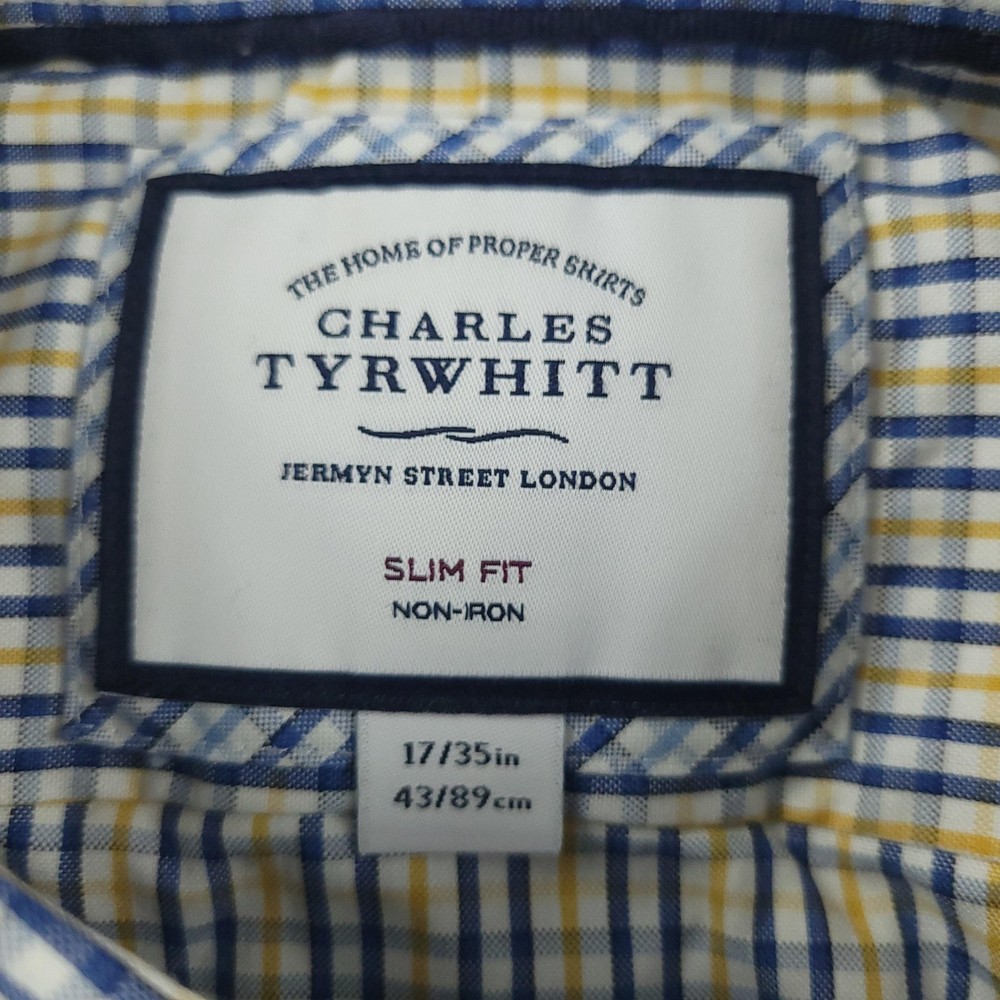 THE HOME OF PROPER SHIRTS
CHARLES
TYRWHITT
JERMYN STREET LONDON
SLIM FIT
NON-IRON
17/35in
43/89cm